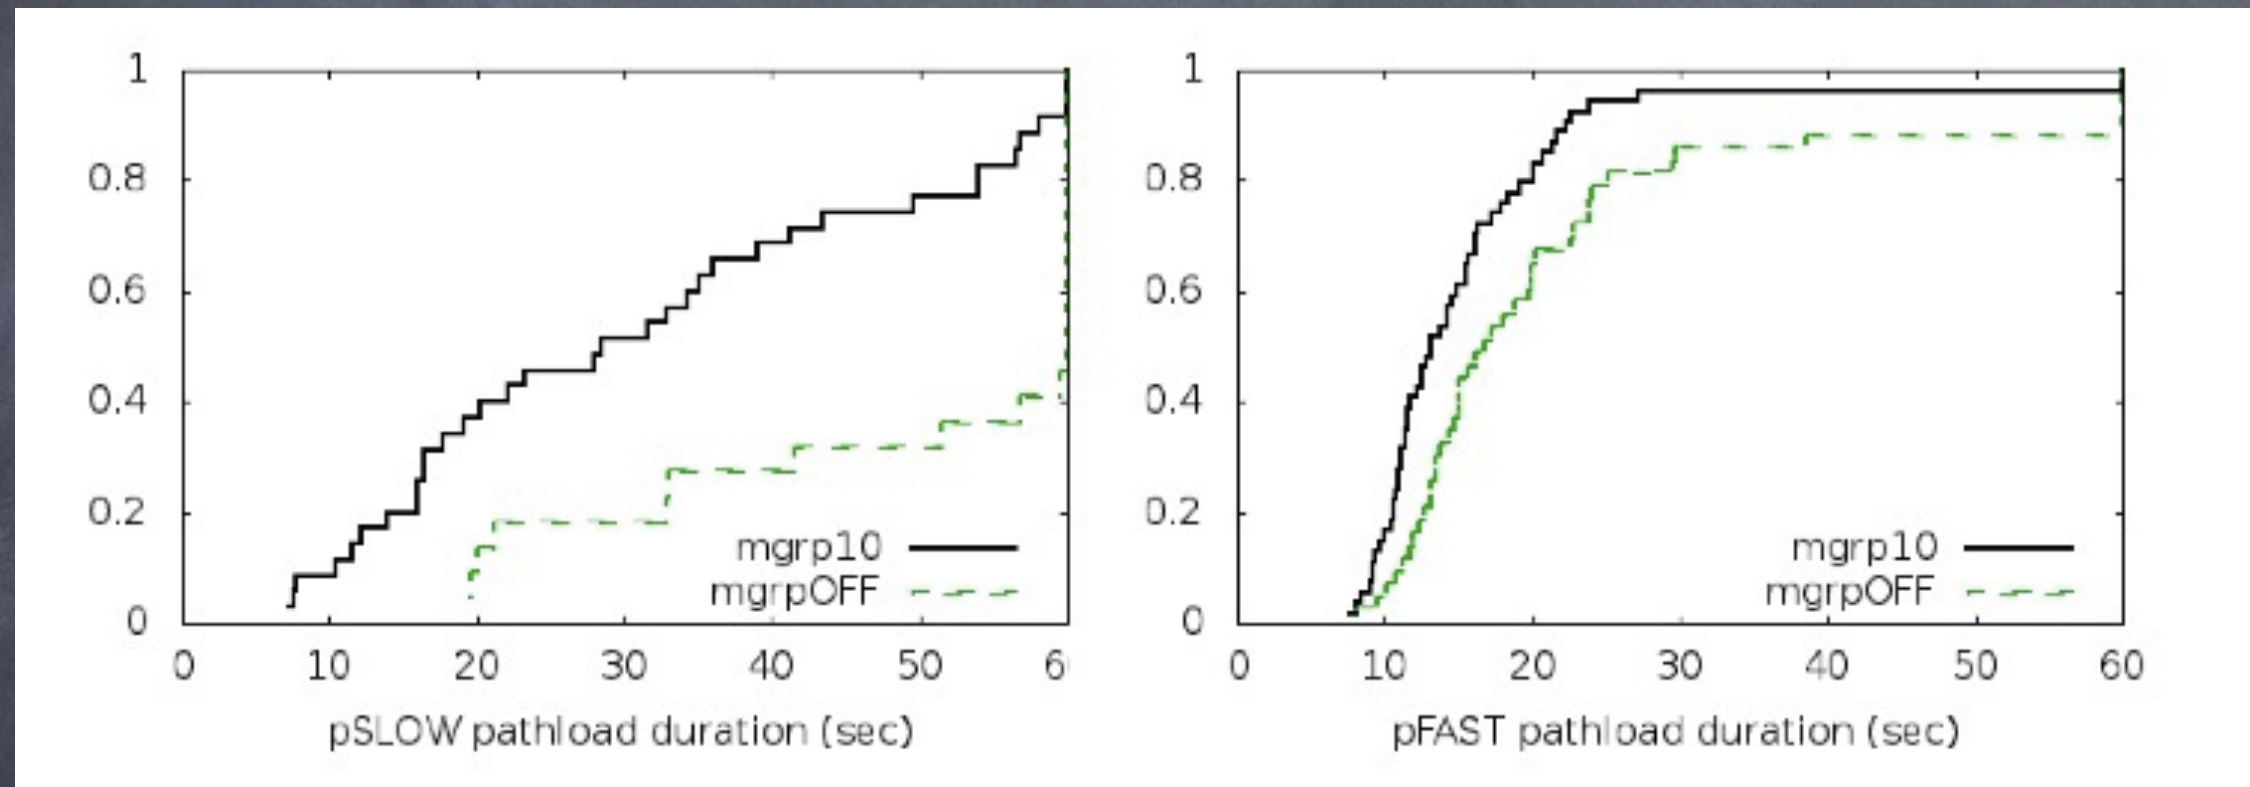 1
0.8
0.6
0.4
0.2
0
mgrp10
mgrpOFF
0 10 20 30 40 50 6
pSLOW pathload duration (sec)
1
0.8
0.6
0.4
0.2
0
mgrp10
mgrpOFF
0 10 20 30 40 50 60
pFAST pathload duration (sec)